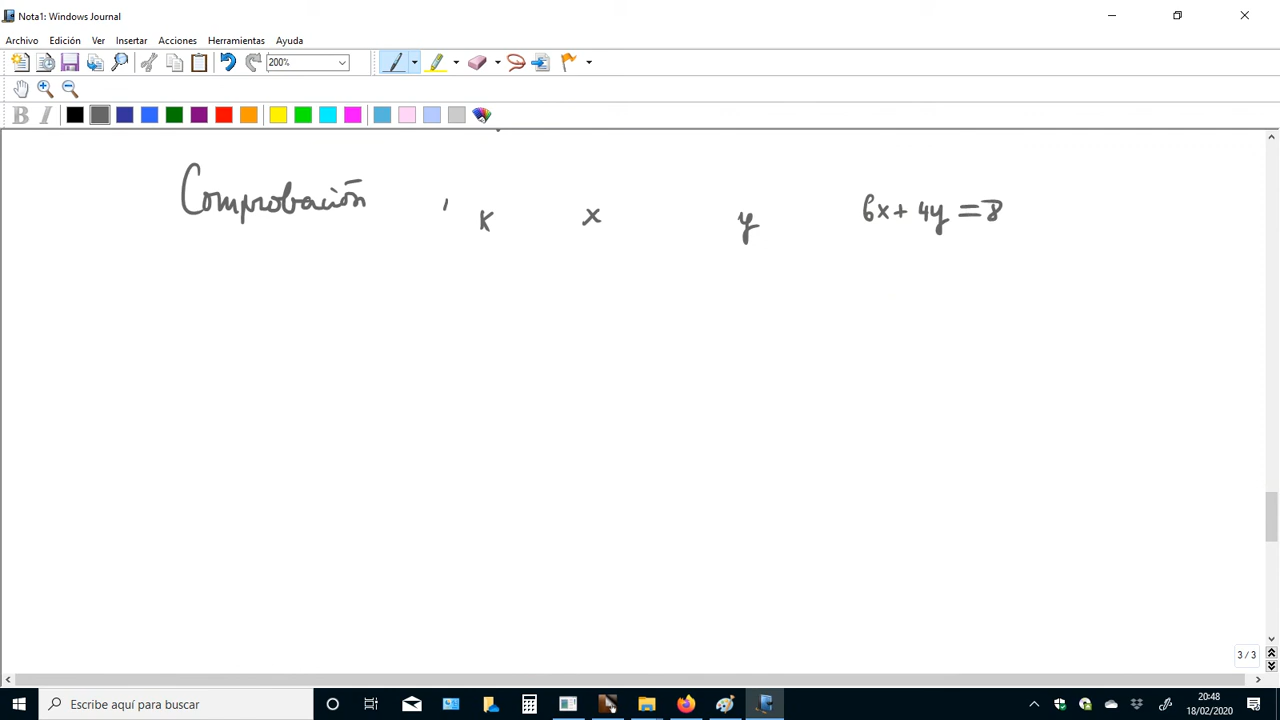 Nota1: Windows Journal
Archivo Edición Ver Insertar Acciones Herramientas Ayuda
200%
B I
Comprobación K x y 6x+ 4y = 8
3 / 3
Escribe aquí para buscar
20:48
18/02/2020